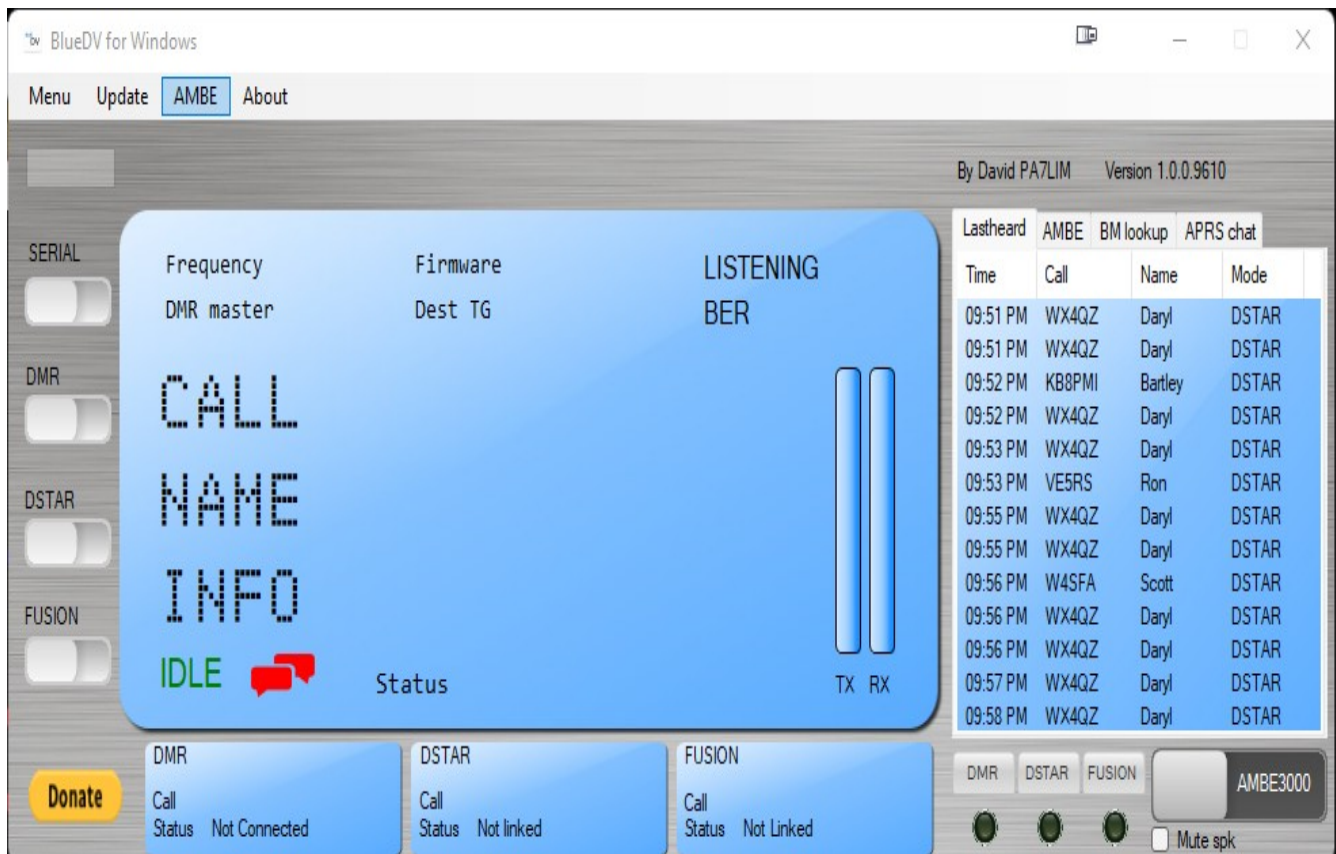 BlueDV for Windows
Menu Update AMBE About
By David PA7LIM Version 1.0.0.9610
SERIAL
DMR
DSTAR
FUSION
Frequency Firmware LISTENING
DMR master Dest TG BER
CALL
NAME
INFO
IDLE Status TX RX
Lastheard AMBE BM lookup APRS chat
Time Call Name Mode
09:51 PM WX4QZ Daryl DSTAR
09:51 PM WX4QZ Daryl DSTAR
09:52 PM KB8PMI Bartley DSTAR
09:52 PM WX4QZ Daryl DSTAR
09:53 PM WX4QZ Daryl DSTAR
09:53 PM VE5RS Ron DSTAR
09:55 PM WX4QZ Daryl DSTAR
09:55 PM WX4QZ Daryl DSTAR
09:56 PM W4SFA Scott DSTAR
09:56 PM WX4QZ Daryl DSTAR
09:56 PM WX4QZ Daryl DSTAR
09:57 PM WX4QZ Daryl DSTAR
09:58 PM WX4QZ Daryl DSTAR
Donate
DMR
Call
Status Not Connected
DSTAR
Call
Status Not linked
FUSION
Call
Status Not Linked
DMR DSTAR FUSION AMBE3000
Mute spk